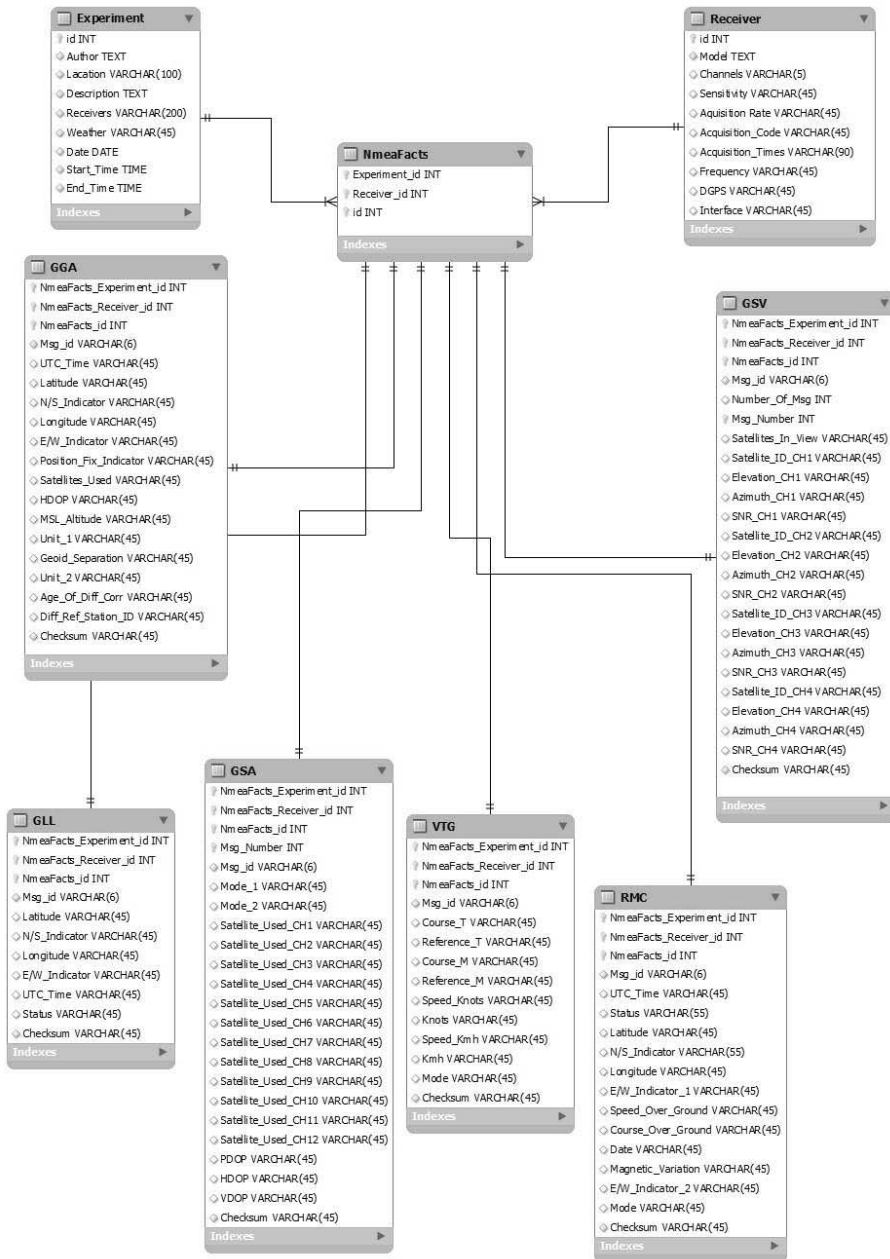 Experiment
id INT
Author TEXT
Lacation VARCHAR(100)
Description TEXT
Receivers VARCHAR(200)
Weather VARCHAR(45)
Date DATE
Start_Time TIME
End_Time TIME
Indexes
Receiver
id INT
Model TEXT
Channels VARCHAR(5)
Sensitivity VARCHAR(45)
Aquisition Rate VARCHAR(45)
Acquisition_Code VARCHAR(45)
Acquisition_Times VARCHAR(90)
Frequency VARCHAR(45)
DGPS VARCHAR(45)
Interface VARCHAR(45)
Indexes
NmeaFacts
Experiment_id INT
Receiver_id INT
id INT
Indexes
GGA
NmeaFacts_Experiment_id INT
NmeaFacts_Receiver_id INT
NmeaFacts_id INT
Msg_id VARCHAR(6)
UTC_Time VARCHAR(45)
Latitude VARCHAR(45)
N/S_Indicator VARCHAR(45)
Longitude VARCHAR(45)
E/W_Indicator VARCHAR(45)
Position_Fix_Indicator VARCHAR(45)
Satellites_Used VARCHAR(45)
HDOP VARCHAR(45)
MSL_Altitude VARCHAR(45)
Unit_1 VARCHAR(45)
Geoid_Separation VARCHAR(45)
Unit_2 VARCHAR(45)
Age_Of_Diff_Corr VARCHAR(45)
Diff_Ref_Station_ID VARCHAR(45)
Checksum VARCHAR(45)
Indexes
GSV
NmeaFacts_Experiment_id INT
NmeaFacts_Receiver_id INT
NmeaFacts_id INT
Msg_id VARCHAR(6)
Number_Of_Msg INT
Msg_Number INT
Satellites_In_View VARCHAR(45)
Satellite_ID_CH1 VARCHAR(45)
Elevation_CH1 VARCHAR(45)
Azimuth_CH1 VARCHAR(45)
SNR_CH1 VARCHAR(45)
Satellite_ID_CH2 VARCHAR(45)
Elevation_CH2 VARCHAR(45)
Azimuth_CH2 VARCHAR(45)
SNR_CH2 VARCHAR(45)
Satellite_ID_CH3 VARCHAR(45)
Elevation_CH3 VARCHAR(45)
Azimuth_CH3 VARCHAR(45)
SNR_CH3 VARCHAR(45)
Satellite_ID_CH4 VARCHAR(45)
Elevation_CH4 VARCHAR(45)
Azimuth_CH4 VARCHAR(45)
SNR_CH4 VARCHAR(45)
Checksum VARCHAR(45)
Indexes
GLL
NmeaFacts_Experiment_id INT
NmeaFacts_Receiver_id INT
NmeaFacts_id INT
Msg_id VARCHAR(6)
Latitude VARCHAR(45)
N/S_Indicator VARCHAR(45)
Longitude VARCHAR(45)
E/W_Indicator VARCHAR(45)
UTC_Time VARCHAR(45)
Status VARCHAR(45)
Checksum VARCHAR(45)
Indexes
GSA
NmeaFacts_Experiment_id INT
NmeaFacts_Receiver_id INT
NmeaFacts_id INT
Msg_Number INT
Msg_id VARCHAR(6)
Mode_1 VARCHAR(45)
Mode_2 VARCHAR(45)
Satellite_Used_CH1 VARCHAR(45)
Satellite_Used_CH2 VARCHAR(45)
Satellite_Used_CH3 VARCHAR(45)
Satellite_Used_CH4 VARCHAR(45)
Satellite_Used_CH5 VARCHAR(45)
Satellite_Used_CH6 VARCHAR(45)
Satellite_Used_CH7 VARCHAR(45)
Satellite_Used_CH8 VARCHAR(45)
Satellite_Used_CH9 VARCHAR(45)
Satellite_Used_CH10 VARCHAR(45)
Satellite_Used_CH11 VARCHAR(45)
Satellite_Used_CH12 VARCHAR(45)
PDOP VARCHAR(45)
HDOP VARCHAR(45)
VDOP VARCHAR(45)
Checksum VARCHAR(45)
Indexes
VTG
NmeaFacts_Experiment_id INT
NmeaFacts_Receiver_id INT
NmeaFacts_id INT
Msg_id VARCHAR(6)
Course_T VARCHAR(45)
Reference_T VARCHAR(45)
Course_M VARCHAR(45)
Reference_M VARCHAR(45)
Speed_Knots VARCHAR(45)
Knots VARCHAR(45)
Speed_Kmh VARCHAR(45)
Kmh VARCHAR(45)
Mode VARCHAR(45)
Checksum VARCHAR(45)
Indexes
RMC
NmeaFacts_Experiment_id INT
NmeaFacts_Receiver_id INT
NmeaFacts_id INT
Msg_id VARCHAR(6)
UTC_Time VARCHAR(45)
Status VARCHAR(55)
Latitude VARCHAR(45)
N/S_Indicator VARCHAR(55)
Longitude VARCHAR(45)
E/W_Indicator_1 VARCHAR(45)
Speed_Over_Ground VARCHAR(45)
Course_Over_Ground VARCHAR(45)
Date VARCHAR(45)
Magnetic_Variation VARCHAR(45)
E/W_Indicator_2 VARCHAR(45)
Mode VARCHAR(45)
Checksum VARCHAR(45)
Indexes